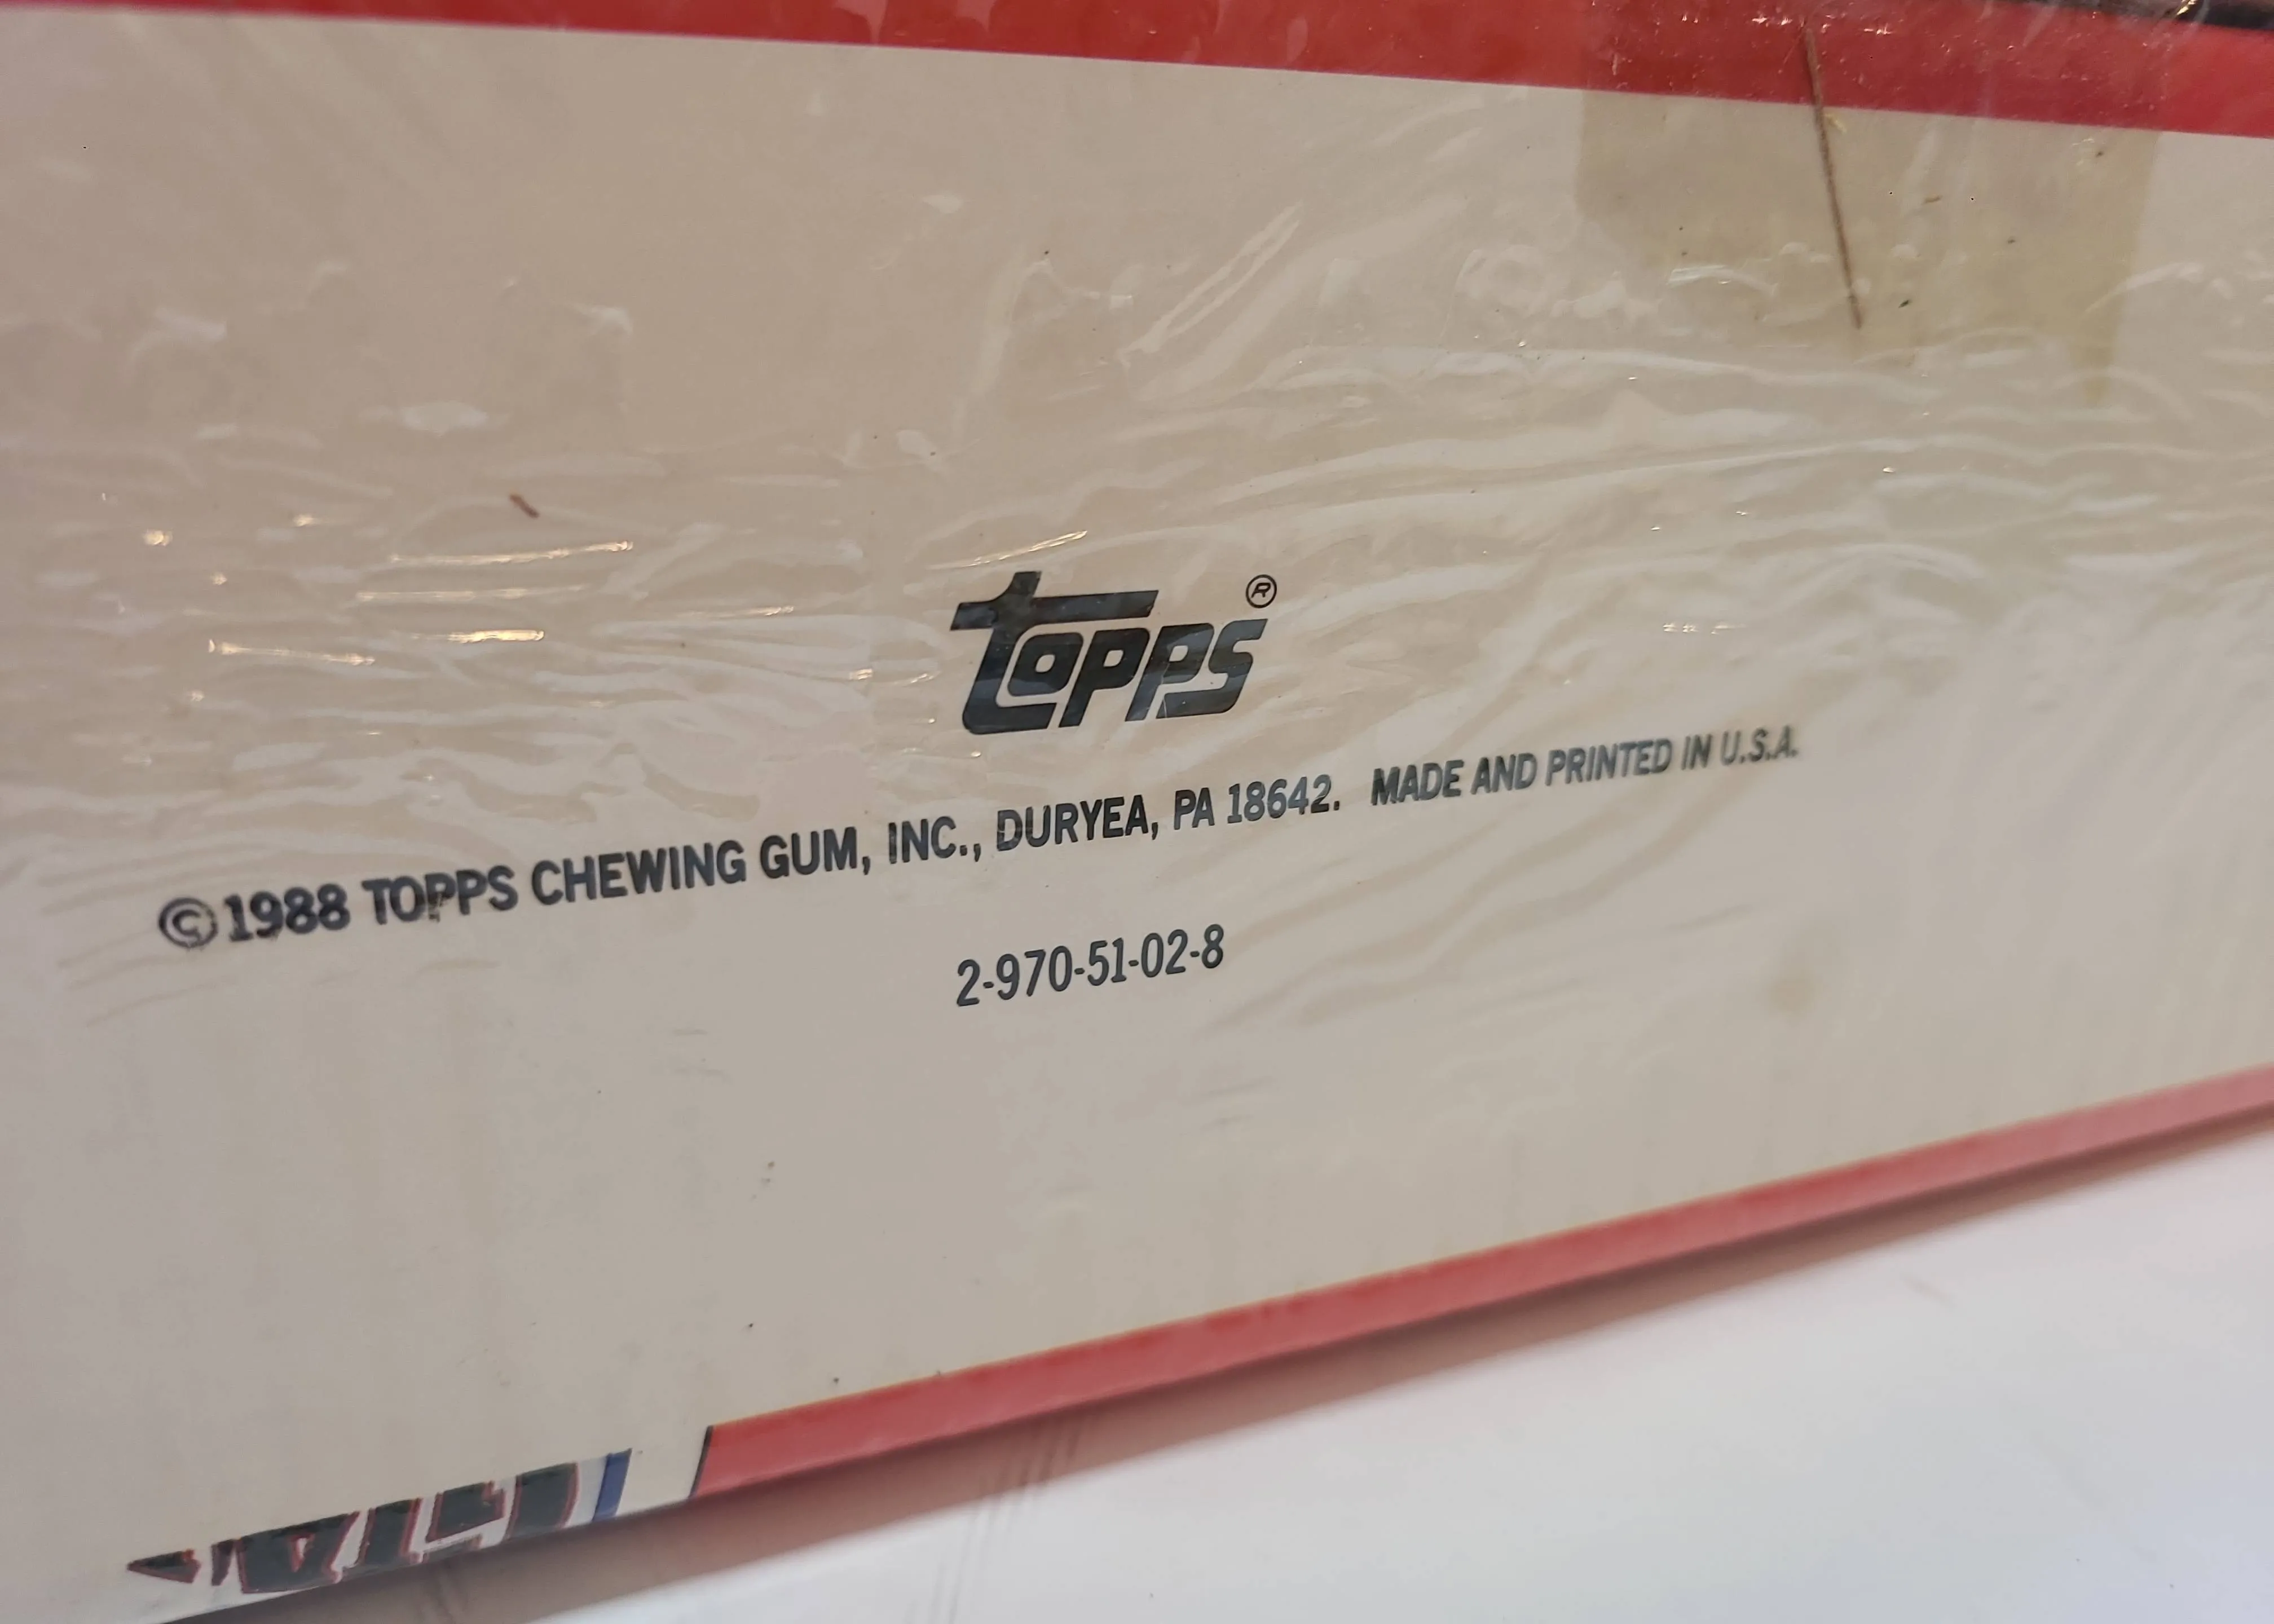 topps®
©1988 TOPPS CHEWING GUM, INC., DURYEA, PA 18642. MADE AND PRINTED IN U.S.A.
2-970-51-02-8